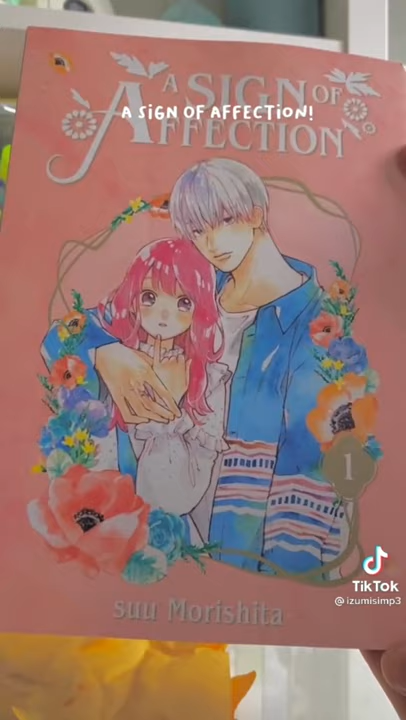 A SIGN OF
AFFECTION
A SIGN OF AFFECTION!
1
suu Morishita
TikTok
@izumisimp3